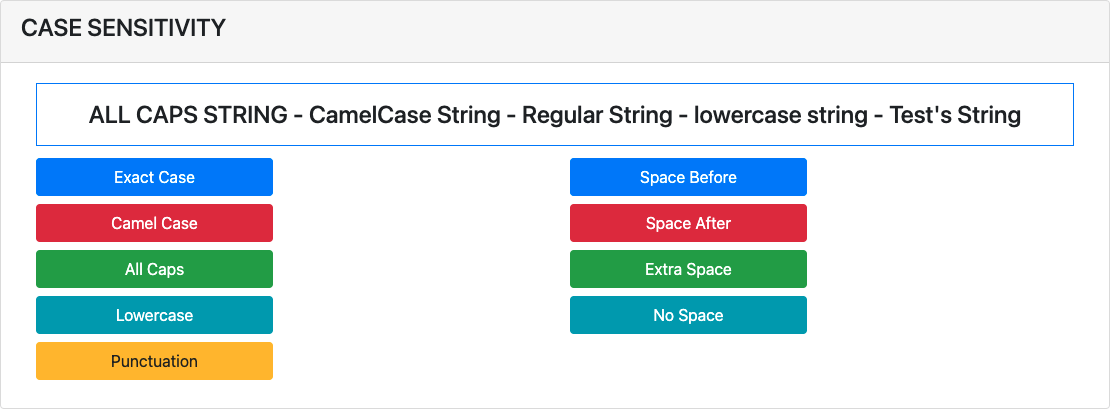 CASE SENSITIVITY
ALL CAPS STRING - CamelCase String - Regular String - lowercase string - Test's String
Exact Case
Space Before
Camel Case
Space After
All Caps
Extra Space
Lowercase
No Space
Punctuation